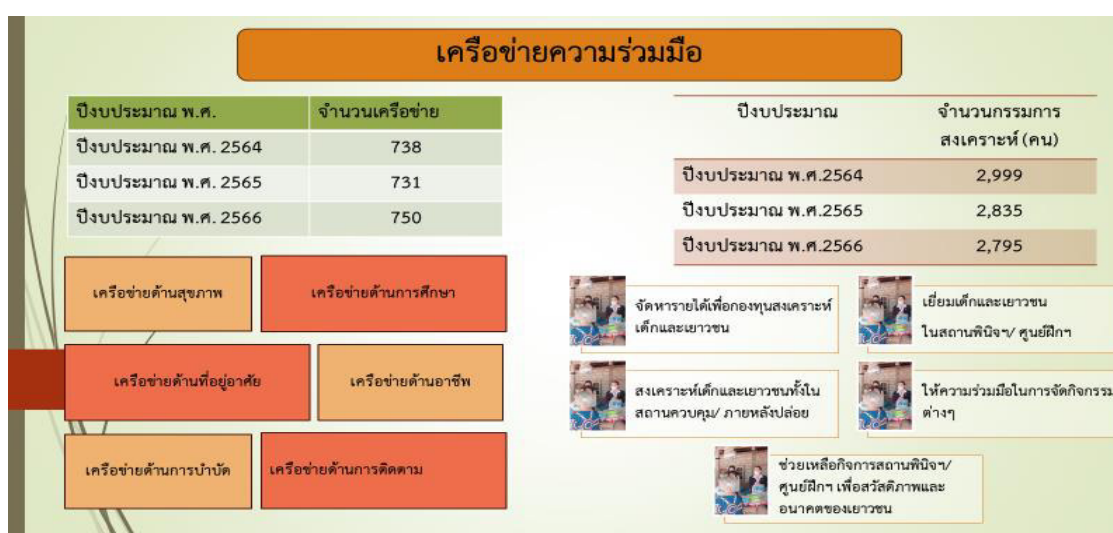 เครือข่ายความร่วมมือ
ปีงบประมาณ พ.ศ. จำนวนเครือข่าย
ปีงบประมาณ พ.ศ. 2564 738
ปีงบประมาณ พ.ศ. 2565 731
ปีงบประมาณ พ.ศ. 2566 750
ปีงบประมาณ จำนวนกรรมการ
สงเคราะห์ (คน)
ปีงบประมาณ พ.ศ.2564 2,999
ปีงบประมาณ พ.ศ.2565 2,835
ปีงบประมาณ พ.ศ.2566 2,795
เครือข่ายด้านสุขภาพ
เครือข่ายด้านการศึกษา
เครือข่ายด้านที่อยู่อาศัย
เครือข่ายด้านอาชีพ
เครือข่ายด้านการบำบัด
เครือข่ายด้านการติดตาม
จัดหารายได้เพื่อกองทุนสงเคราะห์
เด็กและเยาวชน
เยี่ยมเด็กและเยาวชน
ในสถานพินิจฯ/ ศูนย์ฝึกฯ
สงเคราะห์เด็กและเยาวชนทั้งใน
สถานควบคุม/ ภายหลังปล่อย
ให้ความร่วมมือในการจัดกิจกรรม
ต่างๆ
ช่วยเหลือกิจการสถานพินิจฯ/
ศูนย์ฝึกฯ เพื่อสวัสดิภาพและ
อนาคตของเยาวชน